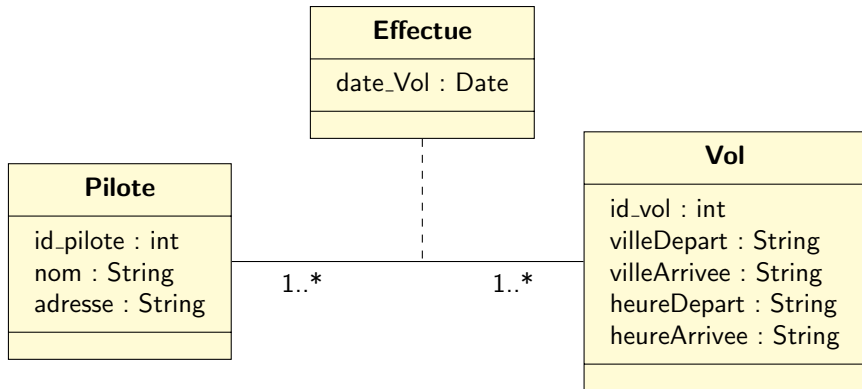 Effectue
date_Vol : Date
Pilote
id_pilote : int
nom : String
adresse : String
1..*
1..*
Vol
id_vol : int
villeDepart : String
villeArrivee : String
heureDepart : String
heureArrivee : String